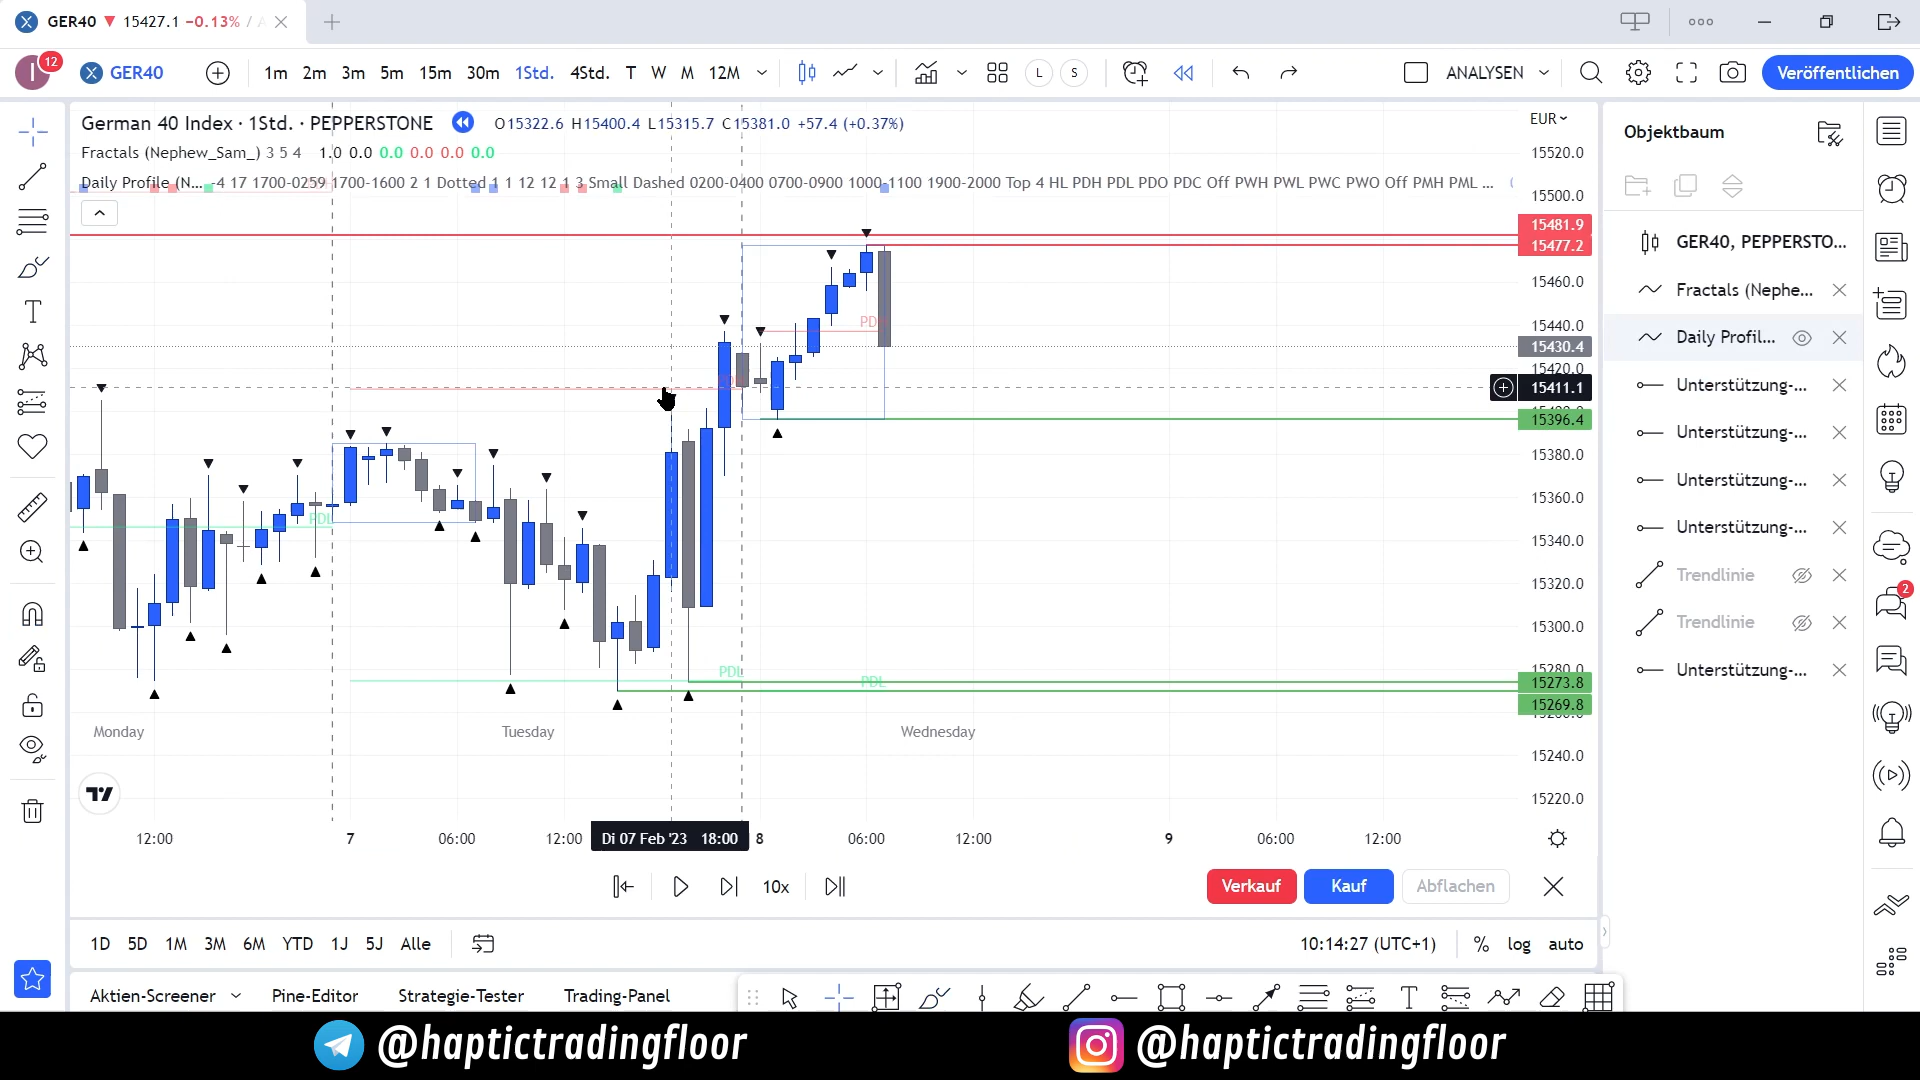 GER40 ▼ 15427.1 −0.13% /
12
I
GER40
1m 2m 3m 5m 15m 30m 1Std. 4Std. T W M 12M
L S
ANALYSEN
Veröffentlichen
German 40 Index · 1Std. · PEPPERSTONE O15322.6 H15400.4 L15315.7 C15381.0 +57.4 (+0.37%)
EUR
Fractals (Nephew_Sam_) 3 5 4 1.0 0.0 0.0 0.0 0.0 0.0
Daily Profile (N... -4 17 1700-0259 1700-1600 2 1 Dotted 1 1 12 12 1 3 Small Dashed 0200-0400 0700-0900 1000-1100 1900-2000 Top 4 HL PDH PDL PDO PDC Off PWH PWL PWC PWO Off PMH PML ...
15520.0
15500.0
15481.9
15477.2
15460.0
15440.0
15430.4
15420.0
15411.1
15396.4
15380.0
15360.0
15340.0
15320.0
15300.0
15280.0
15273.8
15269.8
15240.0
15220.0
PDL
PDL
PDL
Monday
Tuesday
Wednesday
12:00
7
06:00
12:00
Di 07 Feb '23 18:00
8
06:00
12:00
9
06:00
12:00
10x
Verkauf
Kauf
Abflachen
1D 5D 1M 3M 6M YTD 1J 5J Alle
10:14:27 (UTC+1)
% log auto
Aktien-Screener
Pine-Editor
Strategie-Tester
Trading-Panel
Objektbaum
GER40, PEPPERSTO...
Fractals (Nephe...
Daily Profil...
Unterstützung-...
Unterstützung-...
Unterstützung-...
Unterstützung-...
Trendlinie
Trendlinie
Unterstützung-...
2
@haptictradingfloor
@haptictradingfloor